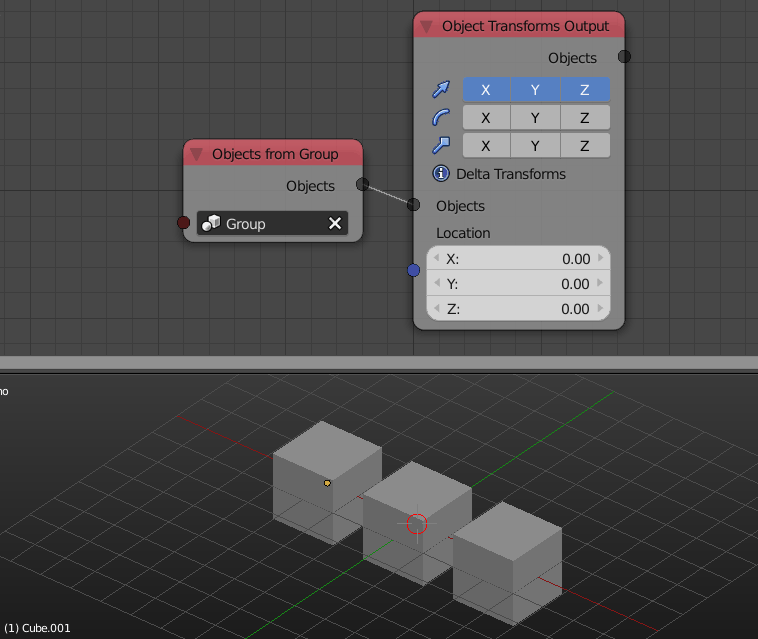 Object Transforms Output
Objects
X Y Z
X Y Z
X Y Z
Delta Transforms
Objects
Location
X: 0.00
Y: 0.00
Z: 0.00
Objects from Group
Objects
Group
(1) Cube.001